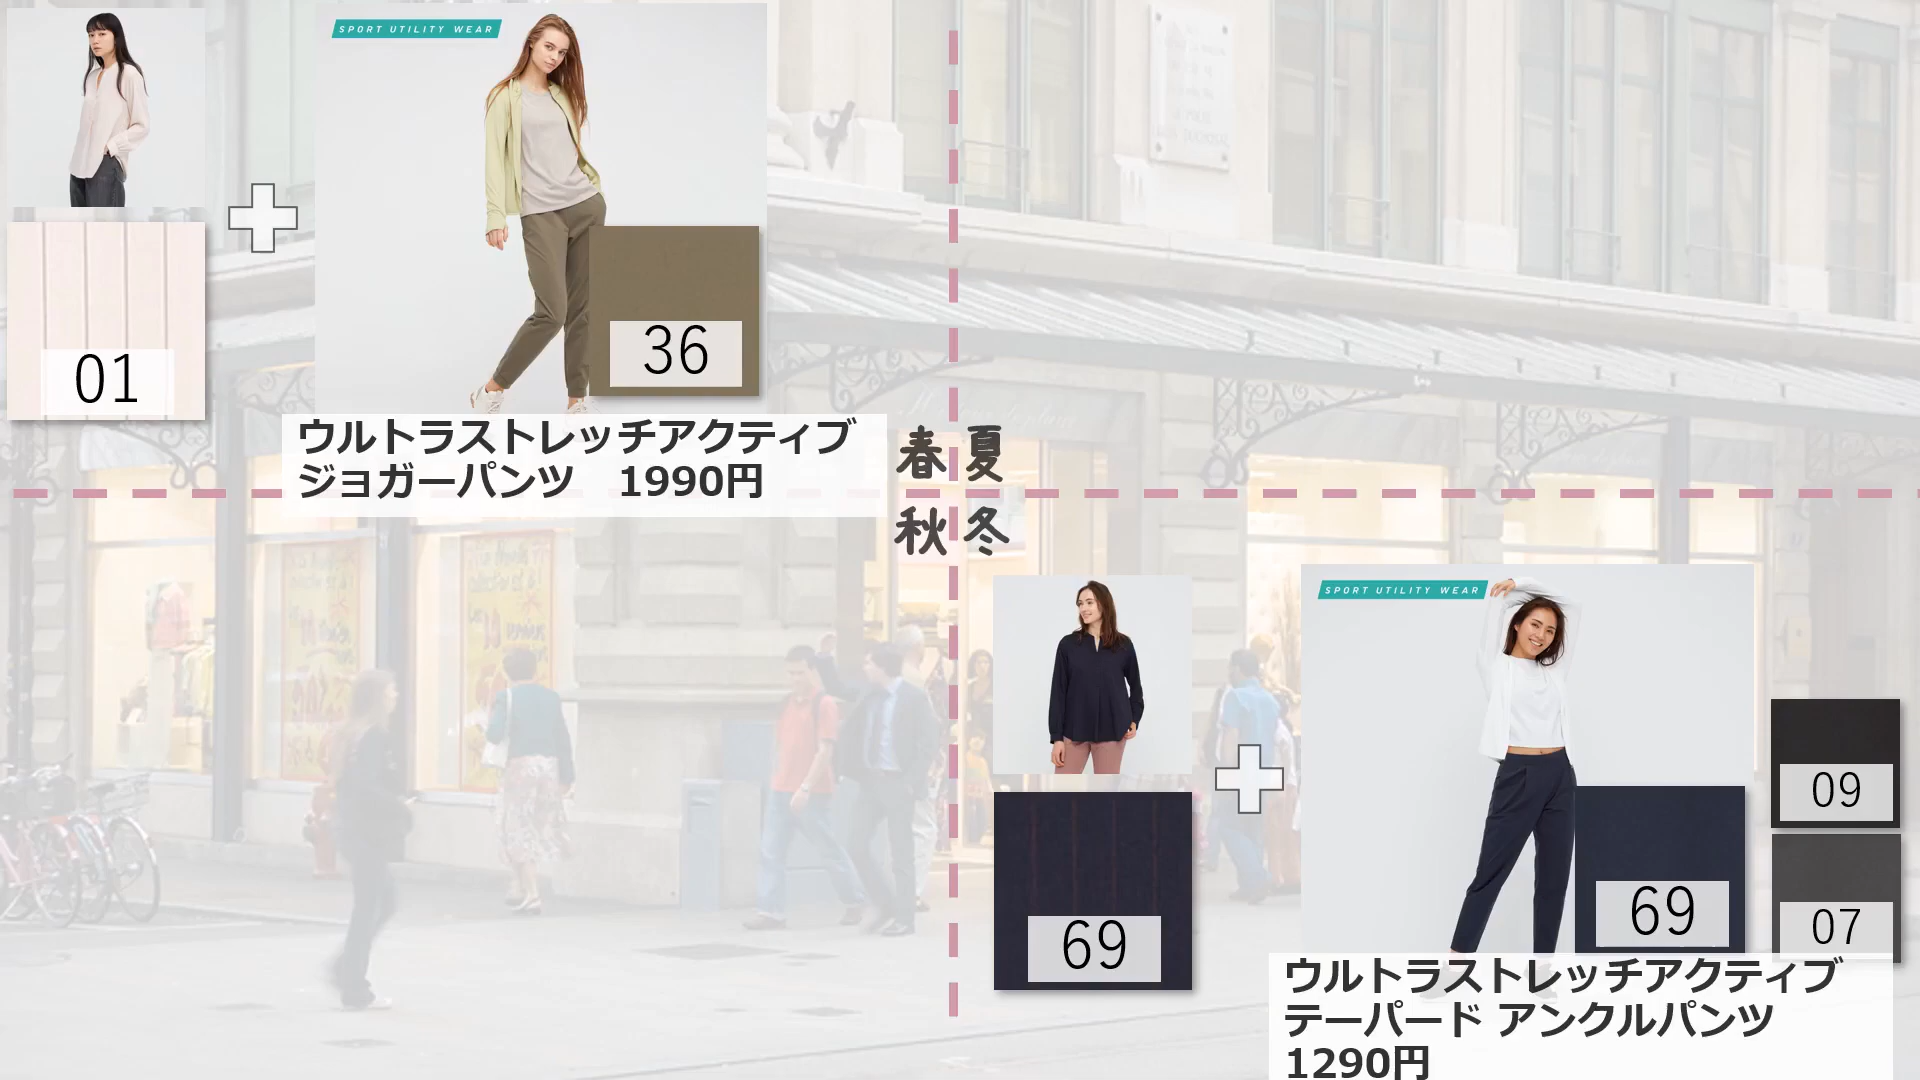 SPORT UTILITY WEAR
01
36
ウルトラストレッチアクティブ
ジョガーパンツ　1990円
春 夏
秋 冬
SPORT UTILITY WEAR
09
07
69
69
ウルトラストレッチアクティブ
テーパード アンクルパンツ
1290円